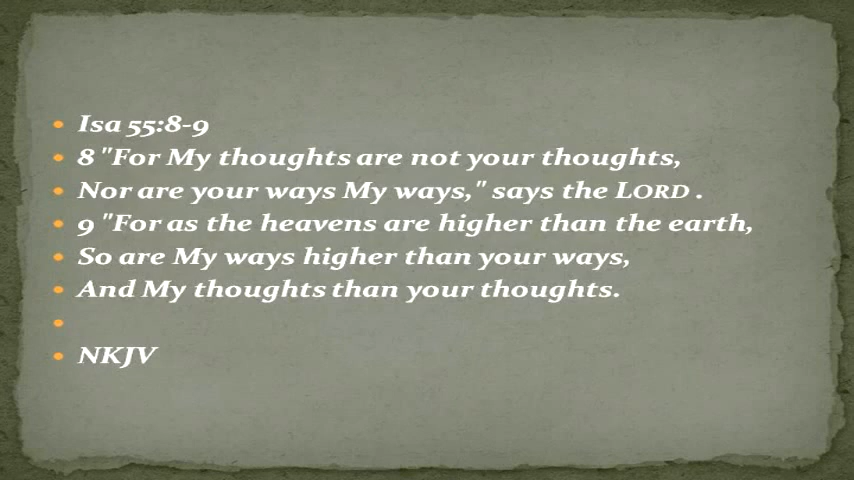 Isa 55:8-9
8 "For My thoughts are not your thoughts,
Nor are your ways My ways," says the LORD .
9 "For as the heavens are higher than the earth,
So are My ways higher than your ways,
And My thoughts than your thoughts.
NKJV